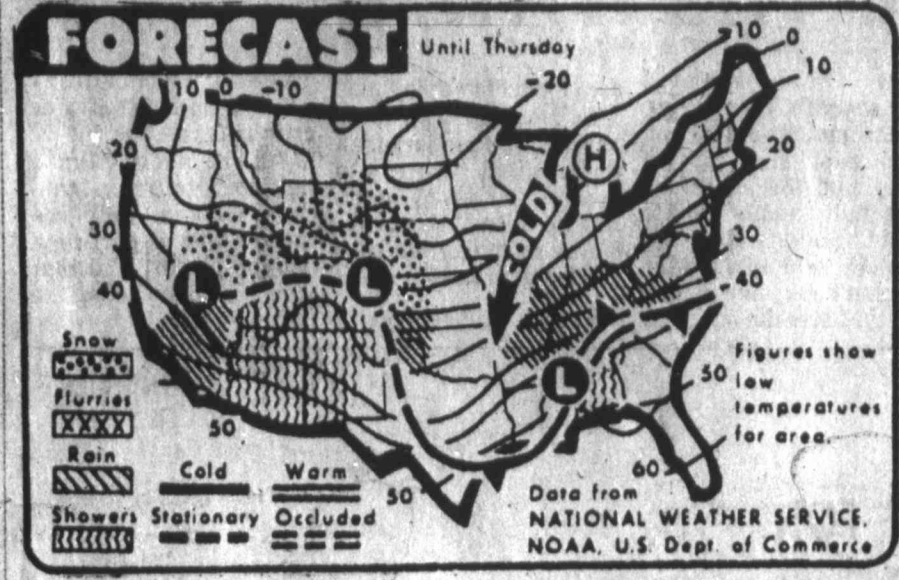 FORECAST
Until Thursday
-10
0
10
-20
10 0 -10
20
20
30
30
40
40
H
COLD
L
L
L
50
50
50
60
Snow
Flurries
Rain
Showers
Cold
Warm
Stationary
Occluded
Figures show
low
temperatures
for area.
Data from
NATIONAL WEATHER SERVICE,
NOAA, U.S. Dept. of Commerce